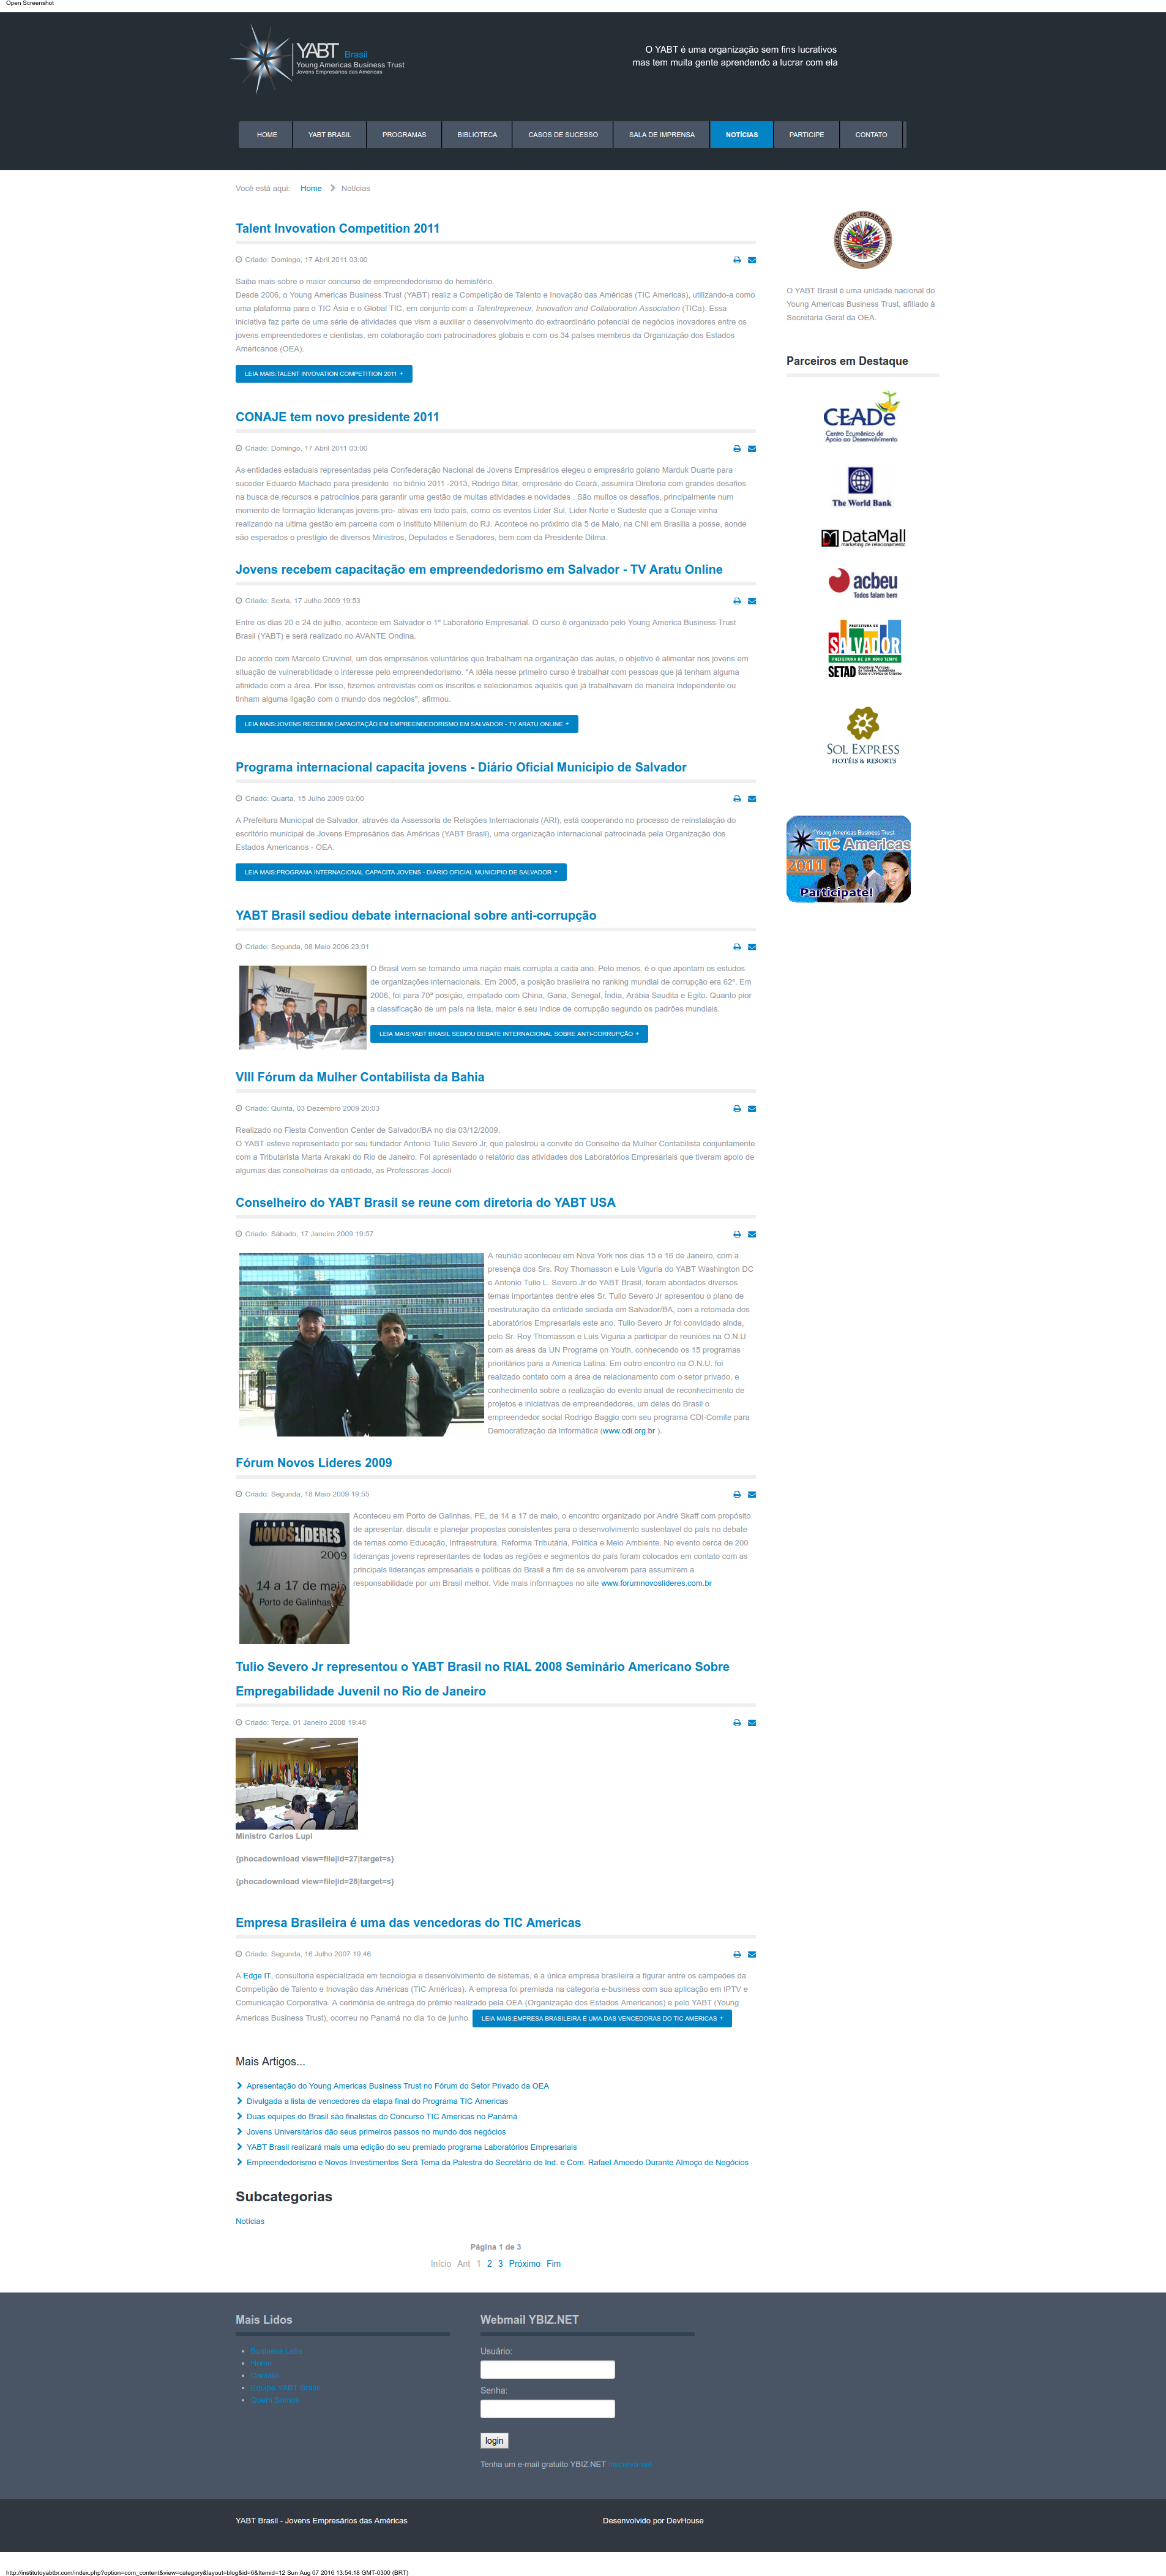 Open Screenshot
YABT Brasil
Young Americas Business Trust
Jovens Empresários das Américas
O YABT é uma organização sem fins lucrativos
mas tem muita gente aprendendo a lucrar com ela
HOME YABT BRASIL PROGRAMAS BIBLIOTECA CASOS DE SUCESSO SALA DE IMPRENSA NOTÍCIAS PARTICIPE CONTATO
Você está aqui: Home Notícias
Talent Invovation Competition 2011
Criado: Domingo, 17 Abril 2011 03:00
Saiba mais sobre o maior concurso de empreendedorismo do hemisfério.
Desde 2006, o Young Americas Business Trust (YABT) realiz a Competição de Talento e Inovação das Américas (TIC Americas), utilizando-a como
uma plataforma para o TIC Ásia e o Global TIC, em conjunto com a Talentrepreneur, Innovation and Collaboration Association (TICa). Essa
iniciativa faz parte de uma série de atividades que vism a auxiliar o desenvolvimento do extraordinário potencial de negócios inovadores entre os
jovens empreendedores e cientistas, em colaboração com patrocinadores globais e com os 34 países membros da Organização dos Estados
Americanos (OEA).
LEIA MAIS:TALENT INVOVATION COMPETITION 2011 +
CONAJE tem novo presidente 2011
Criado: Domingo, 17 Abril 2011 03:00
As entidades estaduais representadas pela Confederação Nacional de Jovens Empresários elegeu o empresário goiano Marduk Duarte para
suceder Eduardo Machado para presidente no biênio 2011 -2013, Rodrigo Bitar, empresário do Ceará, assumira Diretoria com grandes desafios
na busca de recursos e patrocínios para garantir uma gestão de muitas atividades e novidades . São muitos os desafios, principalmente num
momento de formação lideranças jovens pro- ativas em todo país, como os eventos Lider Sul, Lider Norte e Sudeste que a Conaje vinha
realizando na ultima gestão em parceria com o Instituto Millenium do RJ. Acontece no próximo dia 5 de Maio, na CNI em Brasilia a posse, aonde
são esperados o prestígio de diversos Ministros, Deputados e Senadores, bem com da Presidente Dilma.
Jovens recebem capacitação em empreendedorismo em Salvador - TV Aratu Online
Criado: Sexta, 17 Julho 2009 19:53
Entre os dias 20 e 24 de julho, acontece em Salvador o 1º Laboratório Empresarial. O curso é organizado pelo Young America Business Trust
Brasil (YABT) e será realizado no AVANTE Ondina.
De acordo com Marcelo Cruvinel, um dos empresários voluntários que trabalham na organização das aulas, o objetivo é alimentar nos jovens em
situação de vulnerabilidade o interesse pelo empreendedorismo. "A idéia nesse primeiro curso é trabalhar com pessoas que já tenham alguma
afinidade com a área. Por isso, fizemos entrevistas com os inscritos e selecionamos aqueles que já trabalhavam de maneira independente ou
tinham alguma ligação com o mundo dos negócios", afirmou.
LEIA MAIS:JOVENS RECEBEM CAPACITAÇÃO EM EMPREENDEDORISMO EM SALVADOR - TV ARATU ONLINE +
Programa internacional capacita jovens - Diário Oficial Municipio de Salvador
Criado: Quarta, 15 Julho 2009 03:00
A Prefeitura Municipal de Salvador, através da Assessoria de Relações Internacionais (ARI), está cooperando no processo de reinstalação do
escritório municipal de Jovens Empresários das Américas (YABT Brasil), uma organização internacional patrocinada pela Organização dos
Estados Americanos - OEA.
LEIA MAIS:PROGRAMA INTERNACIONAL CAPACITA JOVENS - DIÁRIO OFICIAL MUNICIPIO DE SALVADOR +
YABT Brasil sediou debate internacional sobre anti-corrupção
Criado: Segunda, 08 Maio 2006 23:01
O Brasil vem se tornando uma nação mais corrupta a cada ano. Pelo menos, é o que apontam os estudos
de organizações internacionais. Em 2005, a posição brasileira no ranking mundial de corrupção era 62º. Em
2006, foi para 70ª posição, empatado com China, Gana, Senegal, Índia, Arábia Saudita e Egito. Quanto pior
a classificação de um país na lista, maior é seu índice de corrupção segundo os padrões mundiais.
LEIA MAIS:YABT BRASIL SEDIOU DEBATE INTERNACIONAL SOBRE ANTI-CORRUPÇÃO +
VIII Fórum da Mulher Contabilista da Bahia
Criado: Quinta, 03 Dezembro 2009 20:03
Realizado no Fiesta Convention Center de Salvador/BA no dia 03/12/2009.
O YABT esteve representado por seu fundador Antonio Tulio Severo Jr, que palestrou a convite do Conselho da Mulher Contabilista conjuntamente
com a Tributarista Marta Arakaki do Rio de Janeiro. Foi apresentado o relatório das atividades dos Laboratórios Empresariais que tiveram apoio de
algumas das conselheiras da entidade, as Professoras Joceli
Conselheiro do YABT Brasil se reune com diretoria do YABT USA
Criado: Sábado, 17 Janeiro 2009 19:57
A reunião aconteceu em Nova York nos dias 15 e 16 de Janeiro, com a
presença dos Srs. Roy Thomasson e Luis Viguria do YABT Washington DC
e Antonio Tulio L. Severo Jr do YABT Brasil, foram abordados diversos
temas importantes dentre eles Sr. Tulio Severo Jr apresentou o plano de
reestruturação da entidade sediada em Salvador/BA, com a retomada dos
Laboratórios Empresariais este ano. Tulio Severo Jr foi convidado ainda,
pelo Sr. Roy Thomasson e Luis Viguria a participar de reuniões na O.N.U
com as áreas da UN Programe on Youth, conhecendo os 15 programas
prioritários para a America Latina. Em outro encontro na O.N.U. foi
realizado contato com a área de relacionamento com o setor privado, e
conhecimento sobre a realização do evento anual de reconhecimento de
projetos e iniciativas de empreendedores, um deles do Brasil o
empreendedor social Rodrigo Baggio com seu programa CDI-Comite para
Democratização da Informática (www.cdi.org.br ).
Fórum Novos Lideres 2009
Criado: Segunda, 18 Maio 2009 19:55
FORUM
NOVOSLÍDERES
2009
14 a 17 de maio
Porto de Galinhas
Aconteceu em Porto de Galinhas, PE, de 14 a 17 de maio, o encontro organizado por André Skaff com propósito
de apresentar, discutir e planejar propostas consistentes para o desenvolvimento sustentavel do país no debate
de temas como Educação, Infraestrutura, Reforma Tributária, Política e Meio Ambiente. No evento cerca de 200
lideranças jovens representantes de todas as regiões e segmentos do país foram colocados em contato com as
principais lideranças empresariais e politicas do Brasil a fim de se envolverem para assumirem a
responsabilidade por um Brasil melhor. Vide mais informaçoes no site www.forumnovoslideres.com.br
Tulio Severo Jr representou o YABT Brasil no RIAL 2008 Seminário Americano Sobre
Empregabilidade Juvenil no Rio de Janeiro
Criado: Terça, 01 Janeiro 2008 19:48
Ministro Carlos Lupi
{phocadownload view=file|id=27|target=s}
{phocadownload view=file|id=28|target=s}
Empresa Brasileira é uma das vencedoras do TIC Americas
Criado: Segunda, 16 Julho 2007 19:46
A Edge IT, consultoria especializada em tecnologia e desenvolvimento de sistemas, é a única empresa brasileira a figurar entre os campeões da
Competição de Talento e Inovação das Américas (TIC Américas). A empresa foi premiada na categoria e-business com sua aplicação em IPTV e
Comunicação Corporativa. A cerimônia de entrega do prêmio realizado pela OEA (Organização dos Estados Americanos) e pelo YABT (Young
Americas Business Trust), ocorreu no Panamá no dia 1o de junho. LEIA MAIS:EMPRESA BRASILEIRA É UMA DAS VENCEDORAS DO TIC AMERICAS +
Mais Artigos...
Apresentação do Young Americas Business Trust no Fórum do Setor Privado da OEA
Divulgada a lista de vencedores da etapa final do Programa TIC Americas
Duas equipes do Brasil são finalistas do Concurso TIC Americas no Panámá
Jovens Universitários dão seus primeiros passos no mundo dos negócios
YABT Brasil realizará mais uma edição do seu premiado programa Laboratórios Empresariais
Empreendedorismo e Novos Investimentos Será Tema da Palestra do Secretário de Ind. e Com. Rafael Amoedo Durante Almoço de Negócios
Subcategorias
Notícias
Página 1 de 3
Início Ant 1 2 3 Próximo Fim
O YABT Brasil é uma unidade nacional do
Young Americas Business Trust, afiliado à
Secretaria Geral da OEA.
Parceiros em Destaque
CEADe
Centro Ecumênico de
Apoio ao Desenvolvimento
The World Bank
DataMall
marketing de relacionamento
acbeu
Todos falam bem
PREFEITURA DE
SALVADOR
PREFEITURA DE UM NOVO TEMPO
SETAD
SOL EXPRESS
HOTÉIS & RESORTS
Young Americas Business Trust
TIC Americas
2011
Participate!
Mais Lidos
Business Labs
Home
Contato
Equipe YABT Brasil
Quem Somos
Webmail YBIZ.NET
Usuário:
Senha:
login
Tenha um e-mail gratuito YBIZ.NET
YABT Brasil - Jovens Empresários das Américas
Desenvolvido por DevHouse
http://institutoyabtbr.com/index.php?option=com_content&view=category&layout=blog&id=6&Itemid=12 Sun Aug 07 2016 13:54:18 GMT-0300 (BRT)